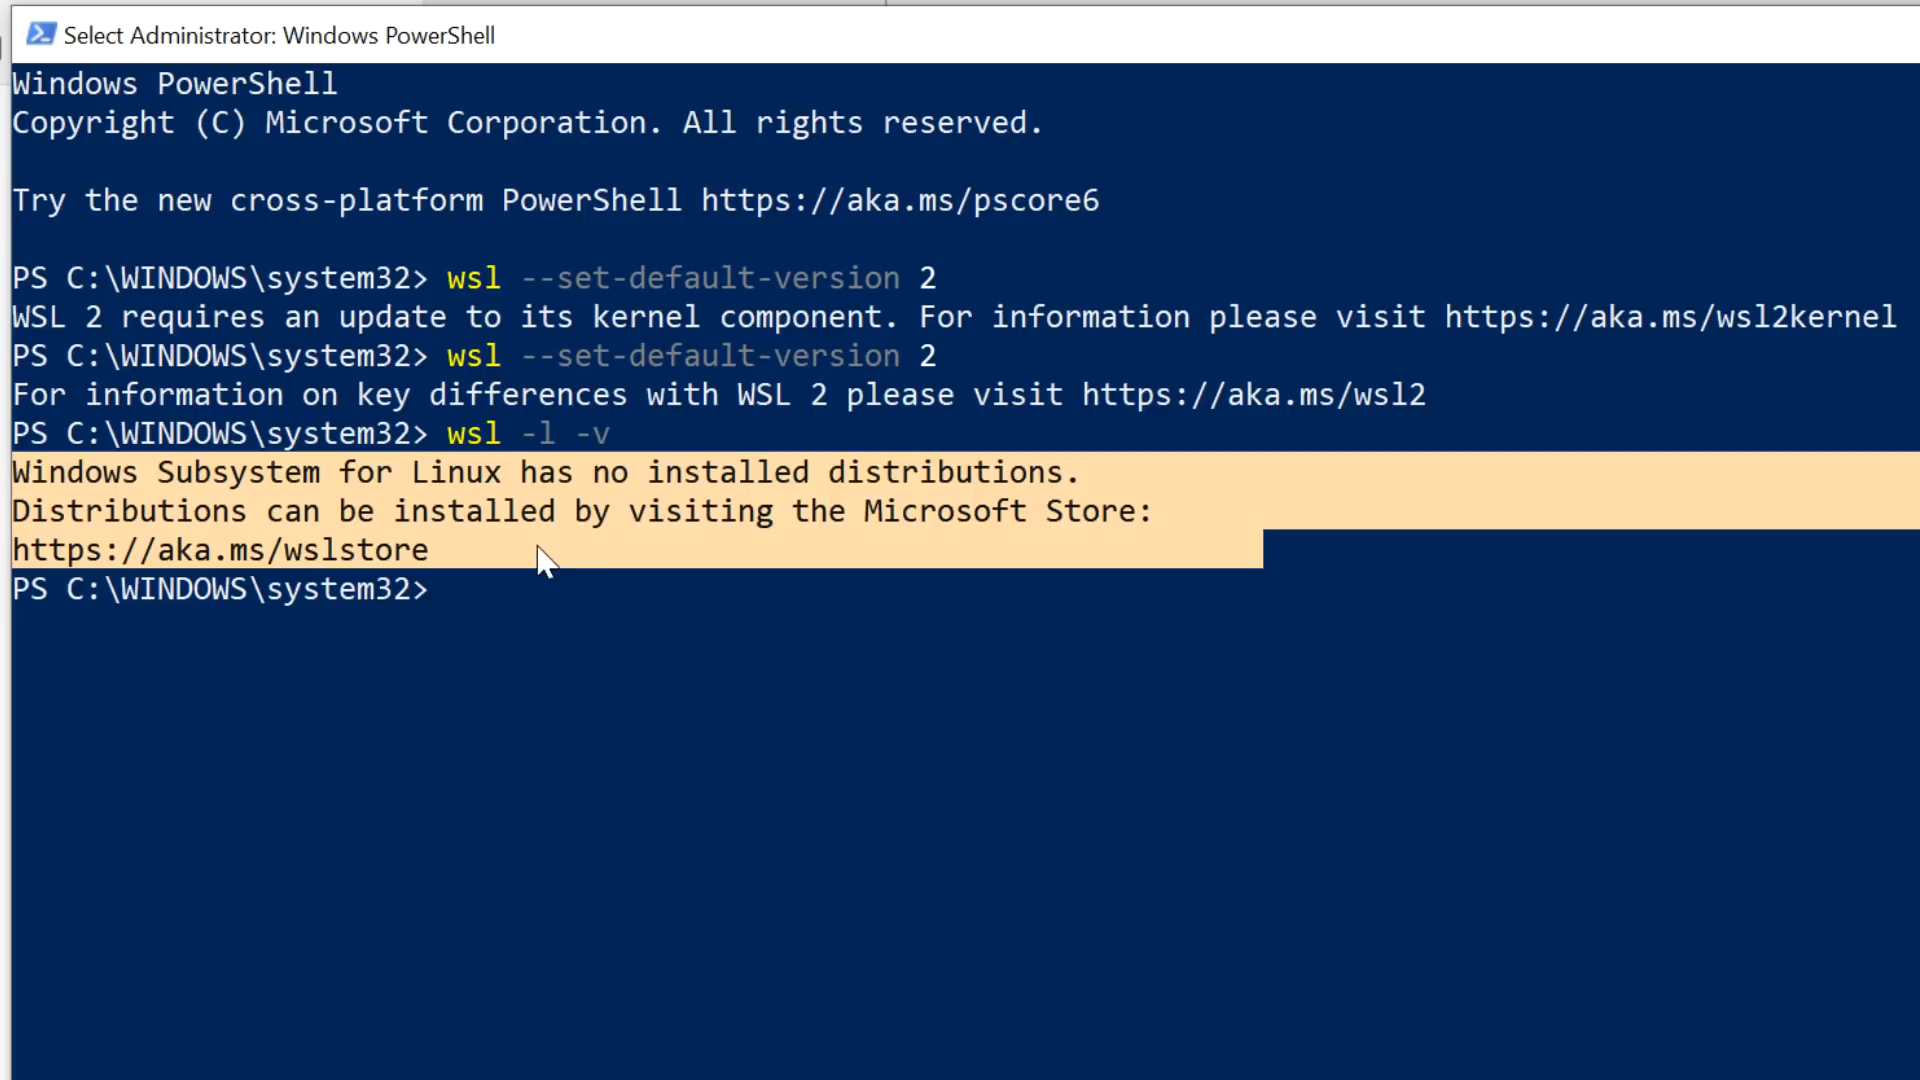 Select Administrator: Windows PowerShell
Windows PowerShell
Copyright (C) Microsoft Corporation. All rights reserved.
Try the new cross-platform PowerShell https://aka.ms/pscore6
PS C:\WINDOWS\system32> wsl --set-default-version 2
WSL 2 requires an update to its kernel component. For information please visit https://aka.ms/wsl2kernel
PS C:\WINDOWS\system32> wsl --set-default-version 2
For information on key differences with WSL 2 please visit https://aka.ms/wsl2
PS C:\WINDOWS\system32> wsl -l -v
Windows Subsystem for Linux has no installed distributions.
Distributions can be installed by visiting the Microsoft Store:
https://aka.ms/wslstore
PS C:\WINDOWS\system32>